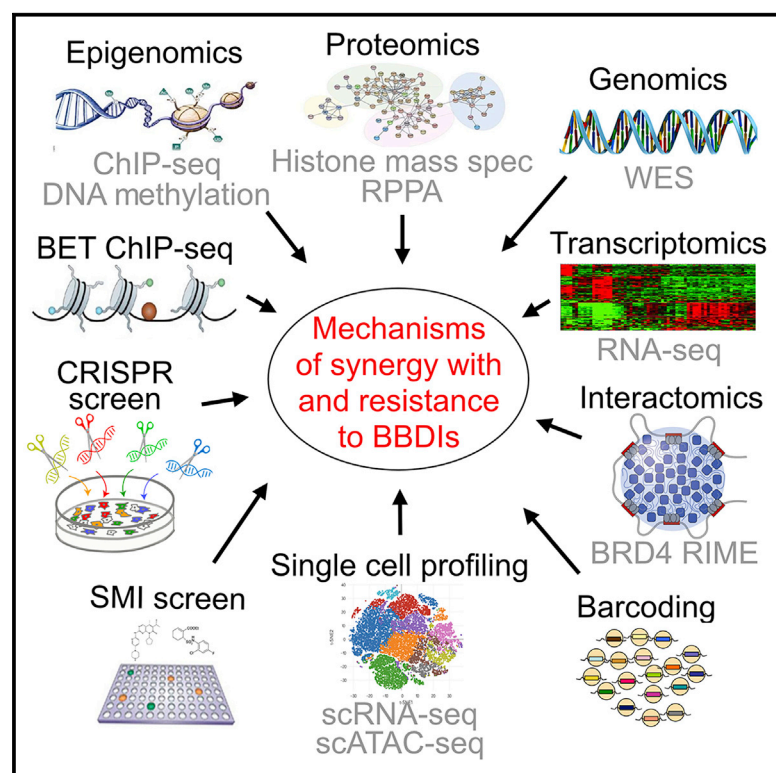 Epigenomics
ChIP-seq
DNA methylation
Proteomics
Histone mass spec
RPPA
Genomics
WES
BET ChIP-seq
Transcriptomics
RNA-seq
Mechanisms
of synergy with
and resistance
to BBDIs
CRISPR
screen
Interactomics
BRD4 RIME
SMI screen
Single cell profiling
scRNA-seq
scATAC-seq
Barcoding